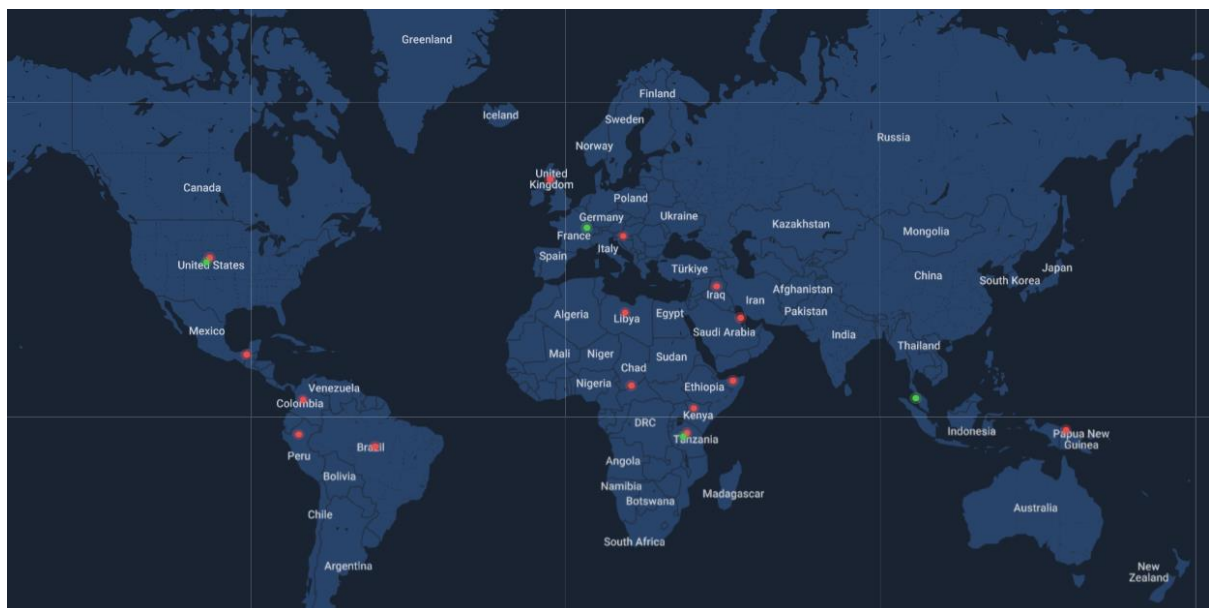 Greenland
Finland
Iceland
Sweden
Russia
Norway
United
Kingdom
Canada
Poland
Germany
Ukraine
Kazakhstan
Mongolia
France
Italy
Spain
United States
Türkiye
Japan
China
South Korea
Iraq
Iran
Afghanistan
Pakistan
Algeria
Libya
Egypt
Mexico
Saudi Arabia
India
Thailand
Mali
Niger
Sudan
Chad
Nigeria
Ethiopia
Venezuela
Colombia
Kenya
DRC
Indonesia
Papua New
Guinea
Tanzania
Brasil
Peru
Angola
Bolivia
Namibia
Madagascar
Botswana
Australia
Chile
South Africa
Argentina
New
Zealand